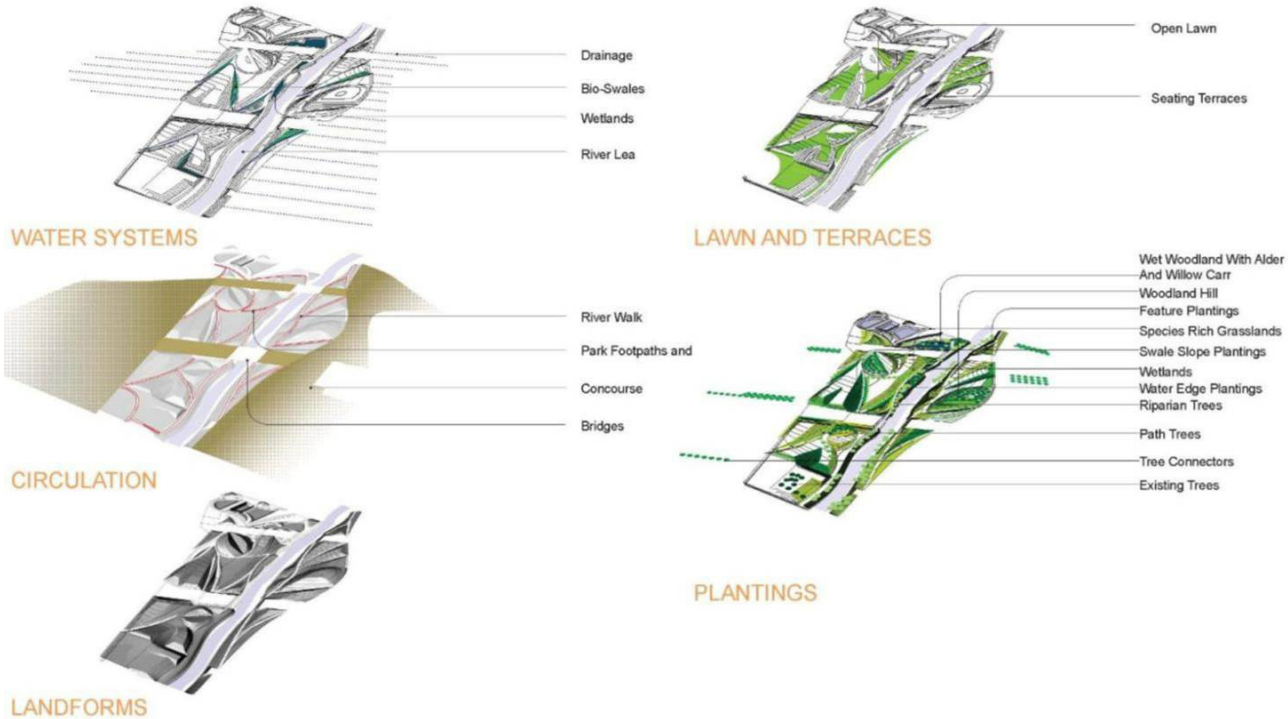 Drainage
Bio-Swales
Wetlands
River Lea
WATER SYSTEMS
Open Lawn
Seating Terraces
LAWN AND TERRACES
River Walk
Park Footpaths and
Concourse
Bridges
CIRCULATION
Wet Woodland With Alder
And Willow Carr
Woodland Hill
Feature Plantings
Species Rich Grasslands
Swale Slope Plantings
Wetlands
Water Edge Plantings
Riparian Trees
Path Trees
Tree Connectors
Existing Trees
PLANTINGS
LANDFORMS